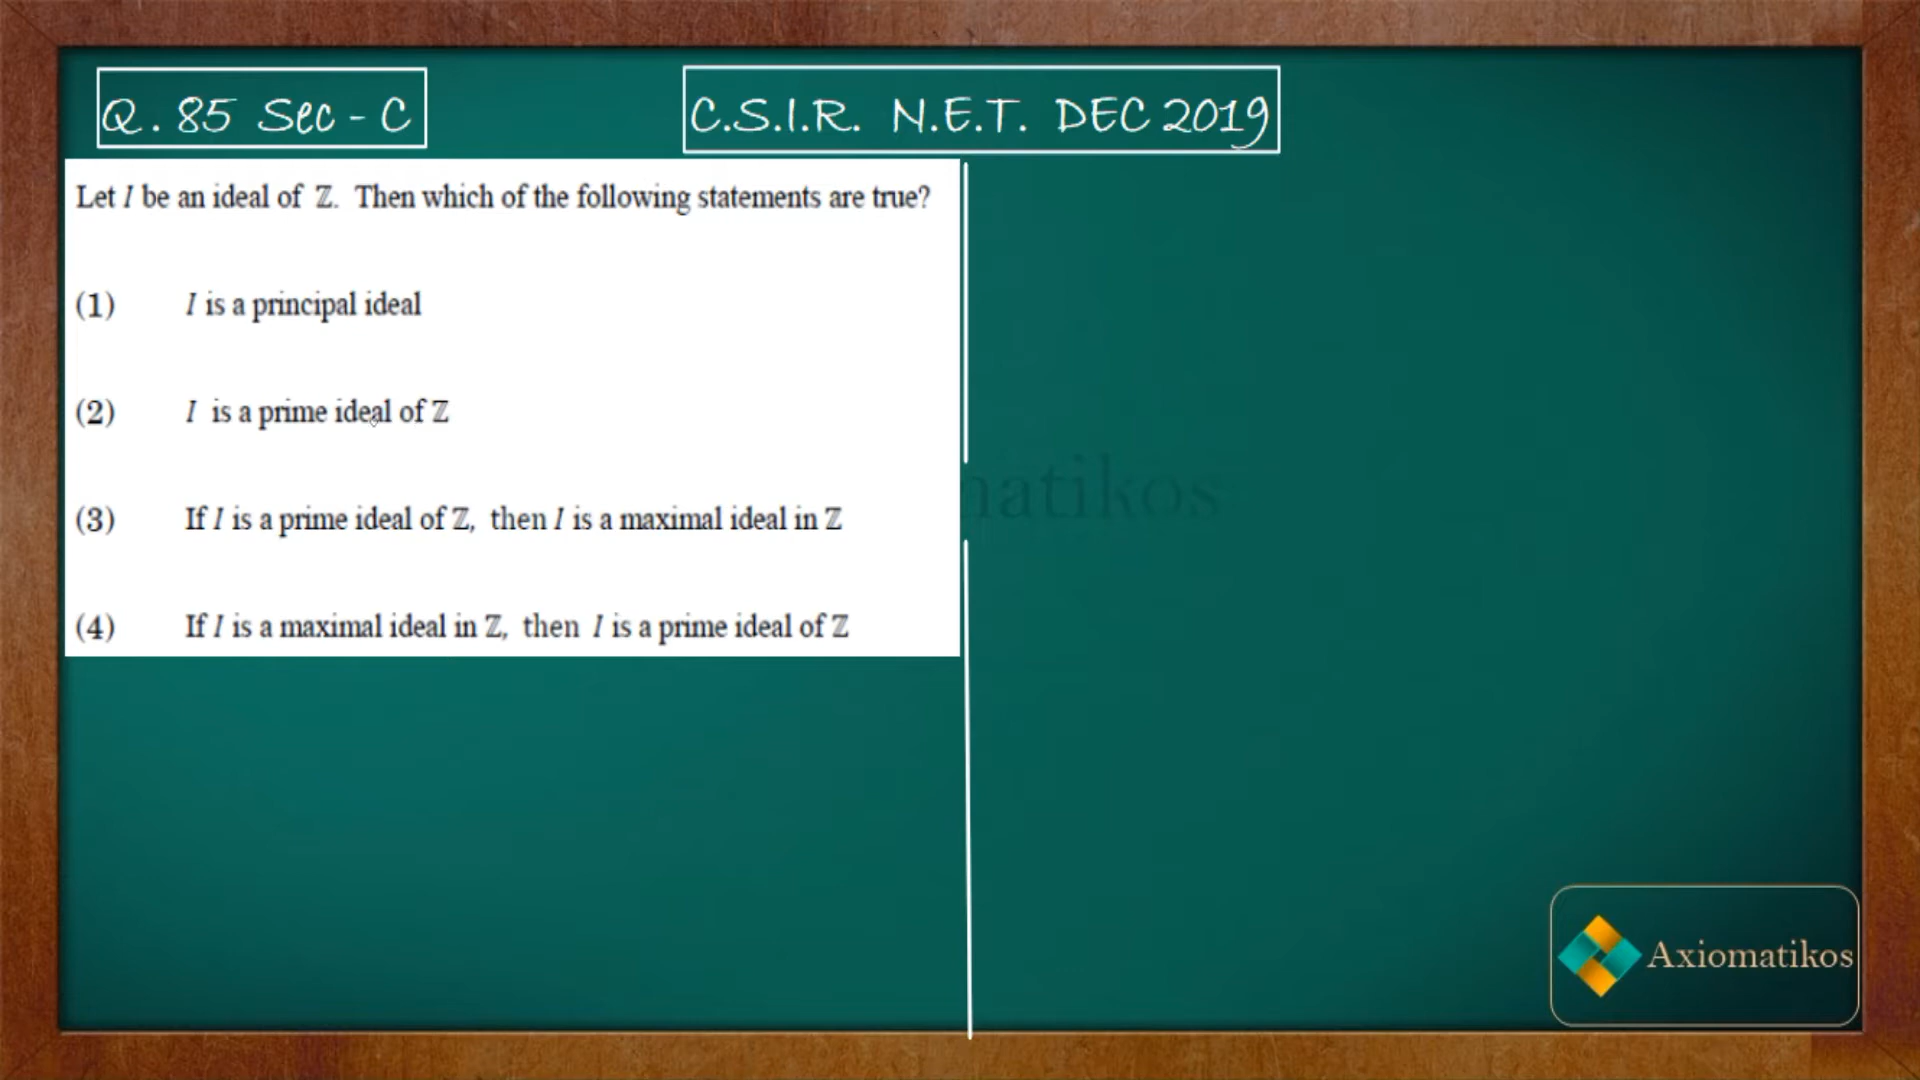 Q. 85 Sec - C
C.S.I.R. N.E.T. DEC 2019
Let I be an ideal of ℤ. Then which of the following statements are true?
(1) I is a principal ideal
(2) I is a prime ideal of ℤ
(3) If I is a prime ideal of ℤ, then I is a maximal ideal in ℤ
(4) If I is a maximal ideal in ℤ, then I is a prime ideal of ℤ
matikos
Axiomatikos